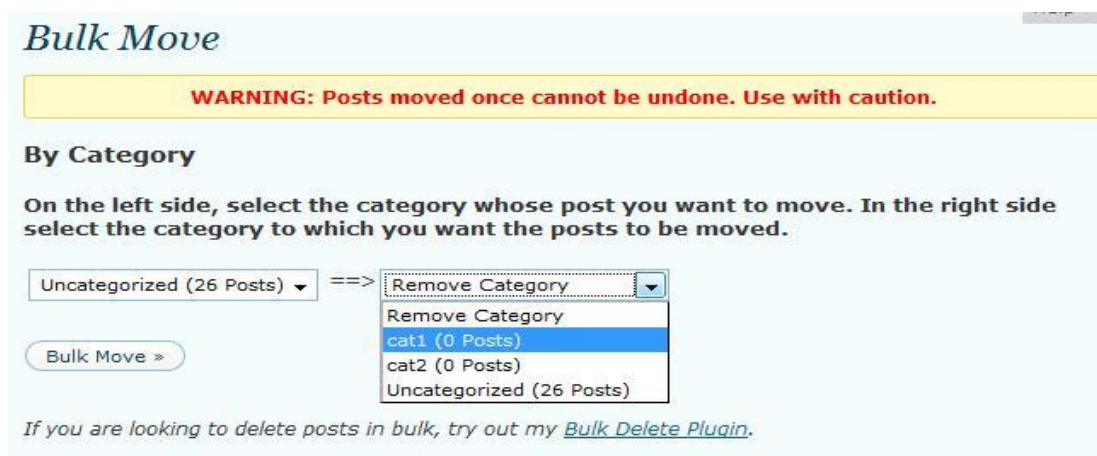 Bulk Move
WARNING: Posts moved once cannot be undone. Use with caution.
By Category
On the left side, select the category whose post you want to move. In the right side
select the category to which you want the posts to be moved.
Uncategorized (26 Posts) ==> Remove Category
Remove Category
cat1 (0 Posts)
cat2 (0 Posts)
Uncategorized (26 Posts)
Bulk Move »
If you are looking to delete posts in bulk, try out my Bulk Delete Plugin.